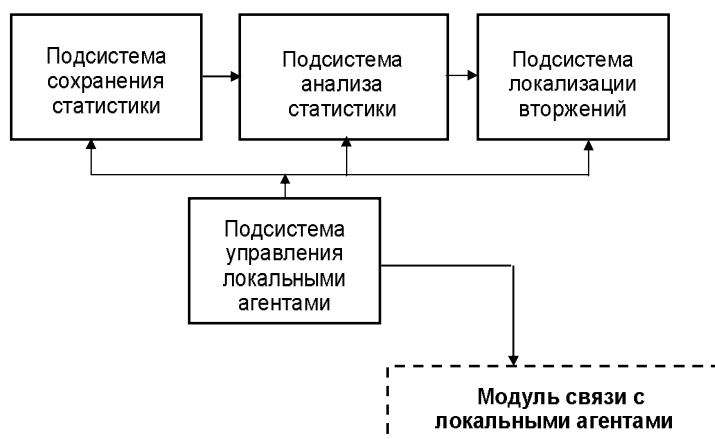 Подсистема
сохранения
статистики
Подсистема
анализа
статистики
Подсистема
локализации
вторжений
Подсистема
управления
локальными
агентами
Модуль связи с
локальными агентами